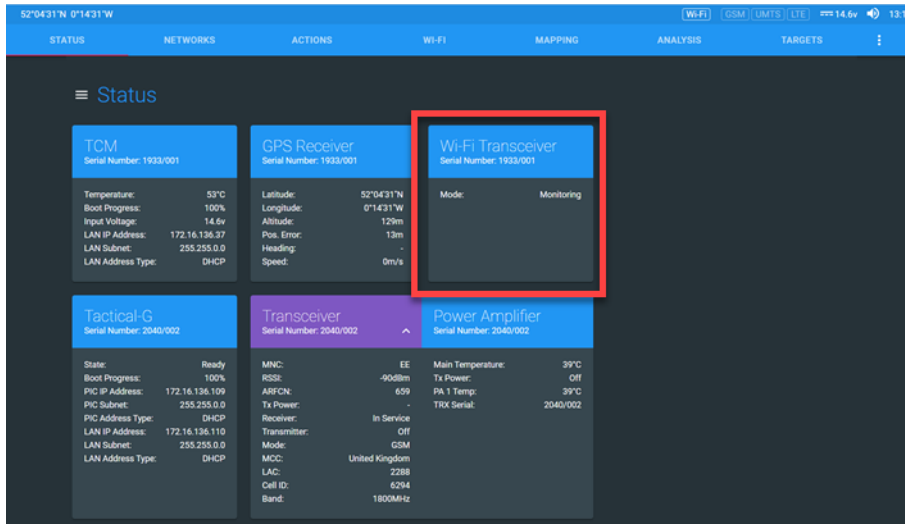 52°04'31"N 0°14'31"W Wi-Fi GSM UMTS LTE 14.6v
STATUS NETWORKS ACTIONS WI-FI MAPPING ANALYSIS TARGETS
Status
TCM
Serial Number: 1933/001
Temperature: 53°C
Boot Progress: 100%
Input Voltage: 14.6v
LAN IP Address: 172.16.136.37
LAN Subnet: 255.255.0.0
LAN Address Type: DHCP
GPS Receiver
Serial Number: 1933/001
Latitude: 52°04'31"N
Longitude: 0°14'31"W
Altitude: 129m
Pos. Error: 13m
Heading: -
Speed: 0m/s
Wi-Fi Transceiver
Serial Number: 1933/001
Mode: Monitoring
Tactical-G
Serial Number: 2040/002
State: Ready
Boot Progress: 100%
PIC IP Address: 172.16.136.109
PIC Subnet: 255.255.0.0
PIC Address Type: DHCP
LAN IP Address: 172.16.136.110
LAN Subnet: 255.255.0.0
LAN Address Type: DHCP
Transceiver
Serial Number: 2040/002
MNC: EE
RSSI: -90dBm
ARFCN: 659
Tx Power: -
Receiver: In Service
Transmitter: Off
Mode: GSM
MCC: United Kingdom
LAC: 2288
Cell ID: 6294
Band: 1800MHz
Power Amplifier
Serial Number: 2040/002
Main Temperature: 39°C
Tx Power: Off
PA 1 Temp: 39°C
TRX Serial: 2040/002